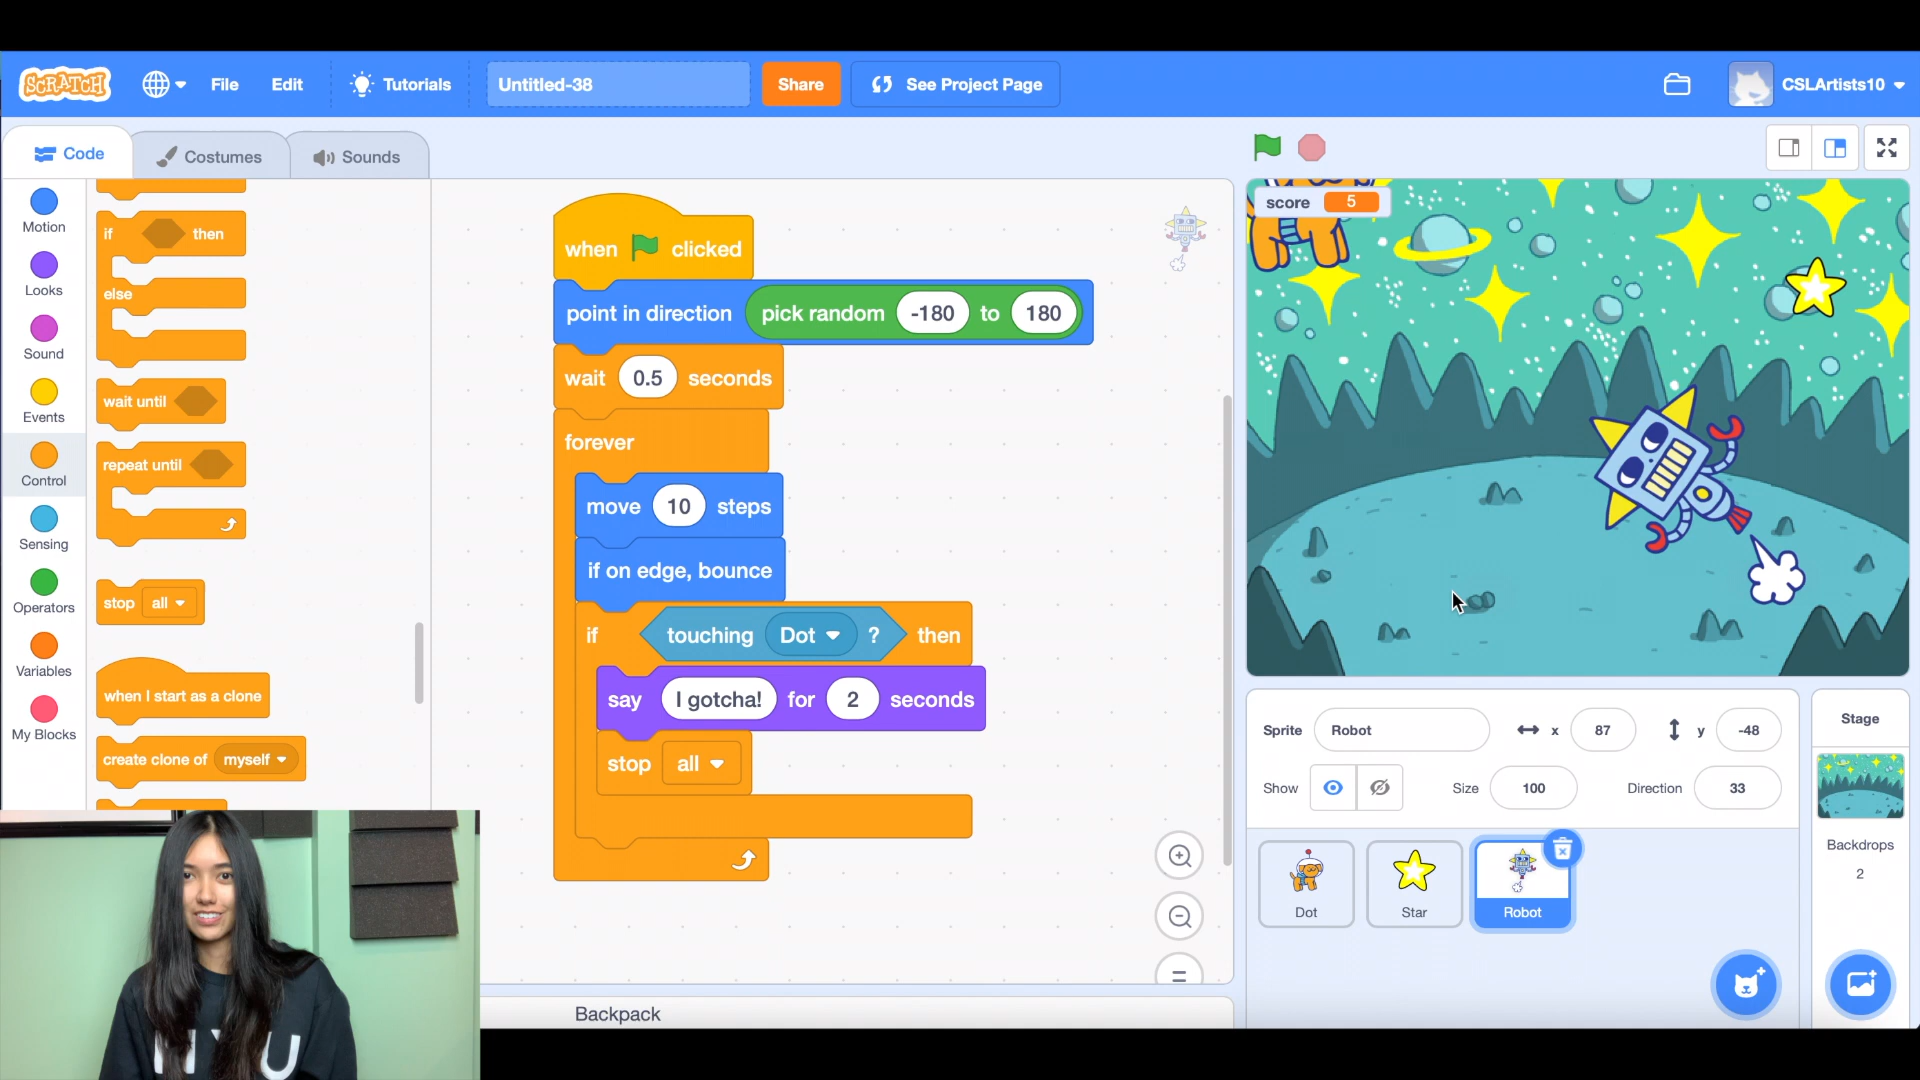 SCRATCH File Edit Tutorials Untitled-38 Share See Project Page CSLArtists10
Code Costumes Sounds
Motion
Looks
Sound
Events
Control
Sensing
Operators
Variables
My Blocks
if then
else
wait until
repeat until
stop all
when I start as a clone
create clone of myself
when clicked
point in direction pick random -180 to 180
wait 0.5 seconds
forever
move 10 steps
if on edge, bounce
if touching Dot ? then
say I gotcha! for 2 seconds
stop all
Backpack
score 5
Sprite Robot x 87 y -48
Show Size 100 Direction 33
Dot Star Robot
Stage
Backdrops
2
NYU